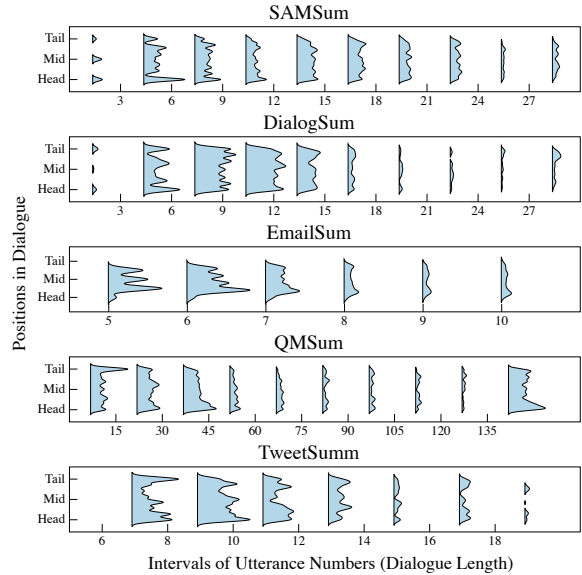 SAMSum
Tail
Mid
Head
3 6 9 12 15 18 21 24 27
DialogSum
Tail
Mid
Head
3 6 9 12 15 18 21 24 27
EmailSum
Tail
Mid
Head
5 6 7 8 9 10
QMSum
Tail
Mid
Head
15 30 45 60 75 90 105 120 135
TweetSumm
Tail
Mid
Head
6 8 10 12 14 16 18
Positions in Dialogue
Intervals of Utterance Numbers (Dialogue Length)